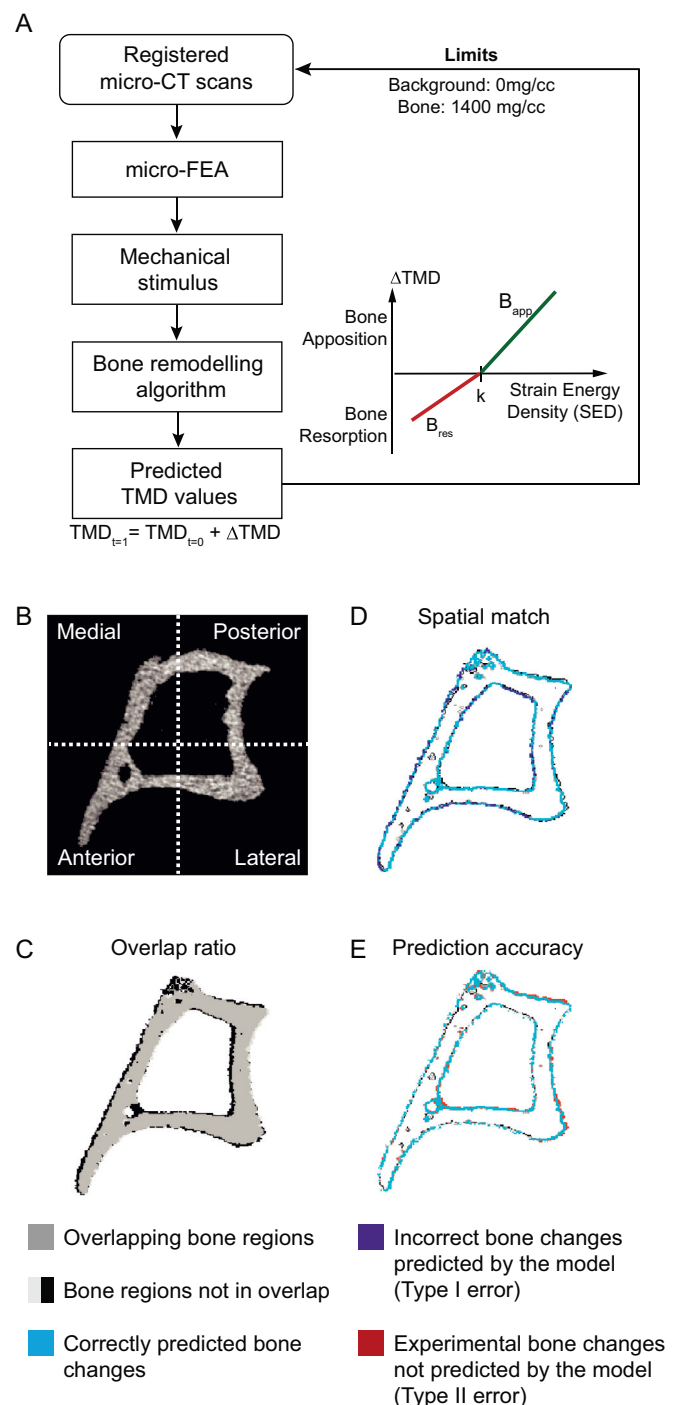 A
Registered
micro-CT scans
Limits
Background: 0mg/cc
Bone: 1400 mg/cc
micro-FEA
Mechanical
stimulus
ΔTMD
Bone
Apposition
B_app
Bone remodelling
algorithm
k
Strain Energy
Density (SED)
Bone
Resorption
B_res
Predicted
TMD values
TMD_t=1= TMD_t=0 + ΔTMD
B
Medial
Posterior
Anterior
Lateral
D
Spatial match
C
Overlap ratio
E
Prediction accuracy
Overlapping bone regions
Bone regions not in overlap
Correctly predicted bone
changes
Incorrect bone changes
predicted by the model
(Type I error)
Experimental bone changes
not predicted by the model
(Type II error)